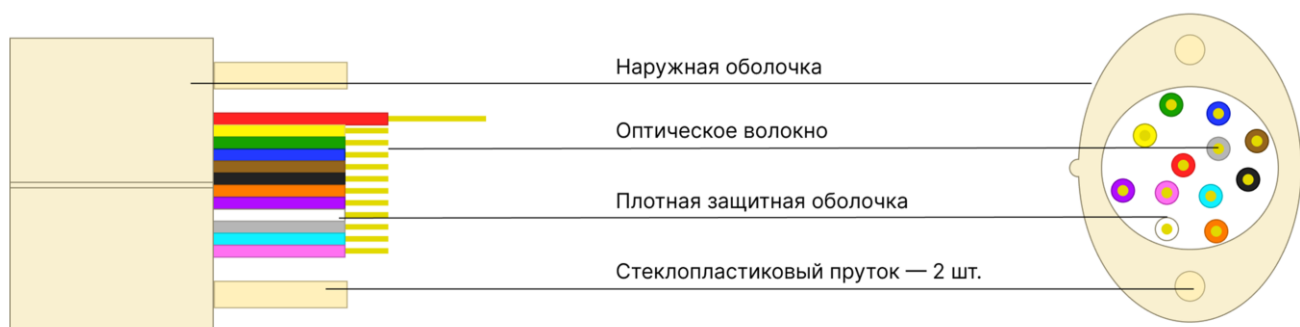 Наружная оболочка
Оптическое волокно
Плотная защитная оболочка
Стеклопластиковый пруток — 2 шт.